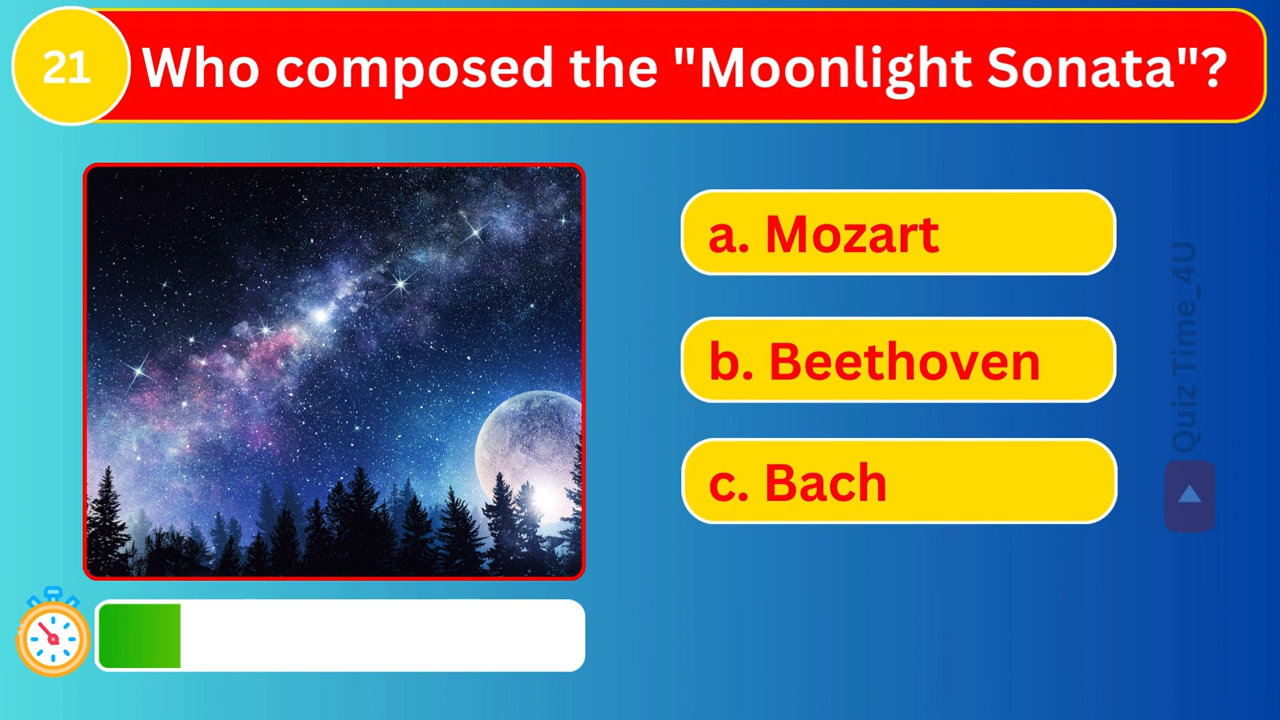 21
Who composed the "Moonlight Sonata"?
a. Mozart
b. Beethoven
c. Bach
Quiz Time_4U